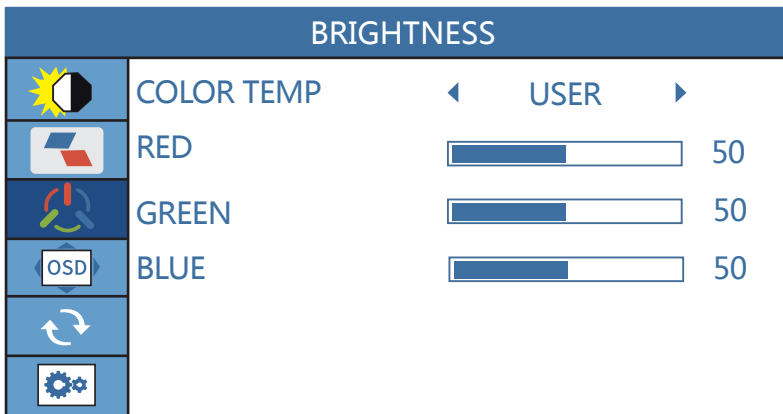 BRIGHTNESS
COLOR TEMP USER
RED 50
GREEN 50
OSD BLUE 50